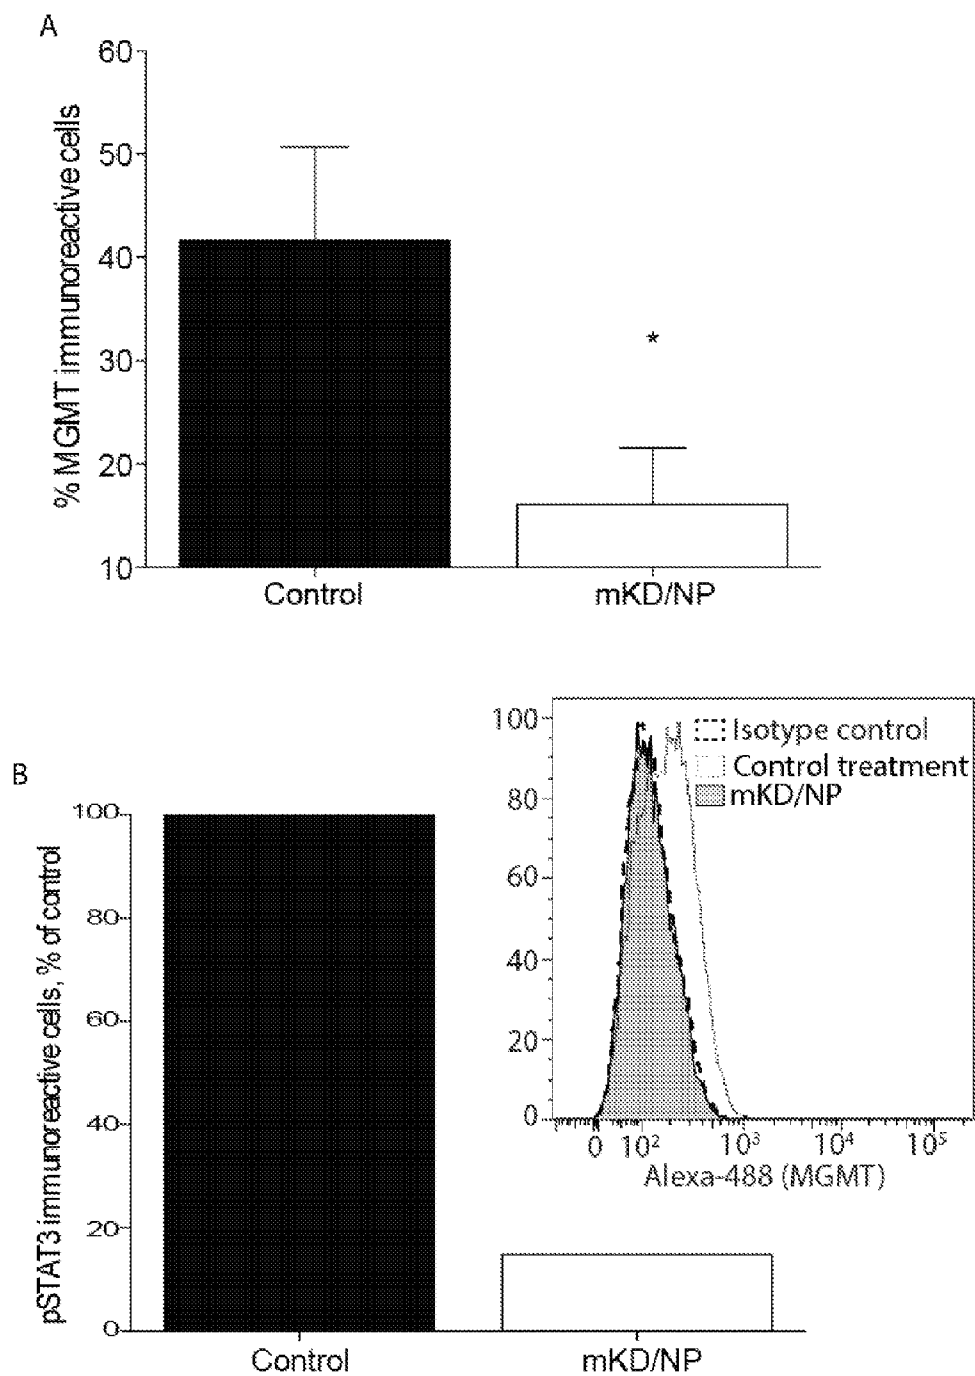 A
60
50
40
30
20
10
% MGMT immunoreactive cells
*
Control
mKD/NP
B
100
80
60
40
20
0
pSTAT3 immunoreactive cells, % of control
Control
mKD/NP
100
80
60
40
20
0
Isotype control
Control treatment
mKD/NP
0 10² 10³ 10⁴ 10⁵
Alexa-488 (MGMT)